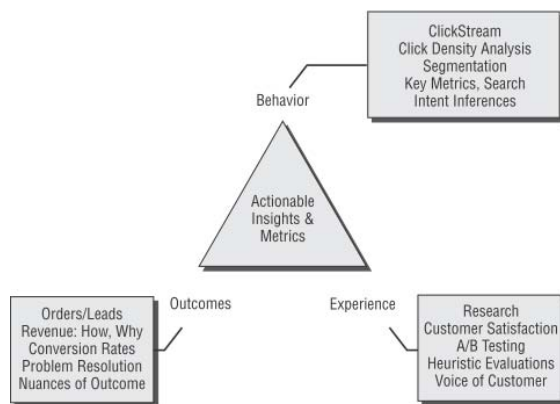 ClickStream
Click Density Analysis
Segmentation
Key Metrics, Search
Intent Inferences
Behavior
Actionable
Insights &
Metrics
Outcomes
Experience
Orders/Leads
Revenue: How, Why
Conversion Rates
Problem Resolution
Nuances of Outcome
Research
Customer Satisfaction
A/B Testing
Heuristic Evaluations
Voice of Customer